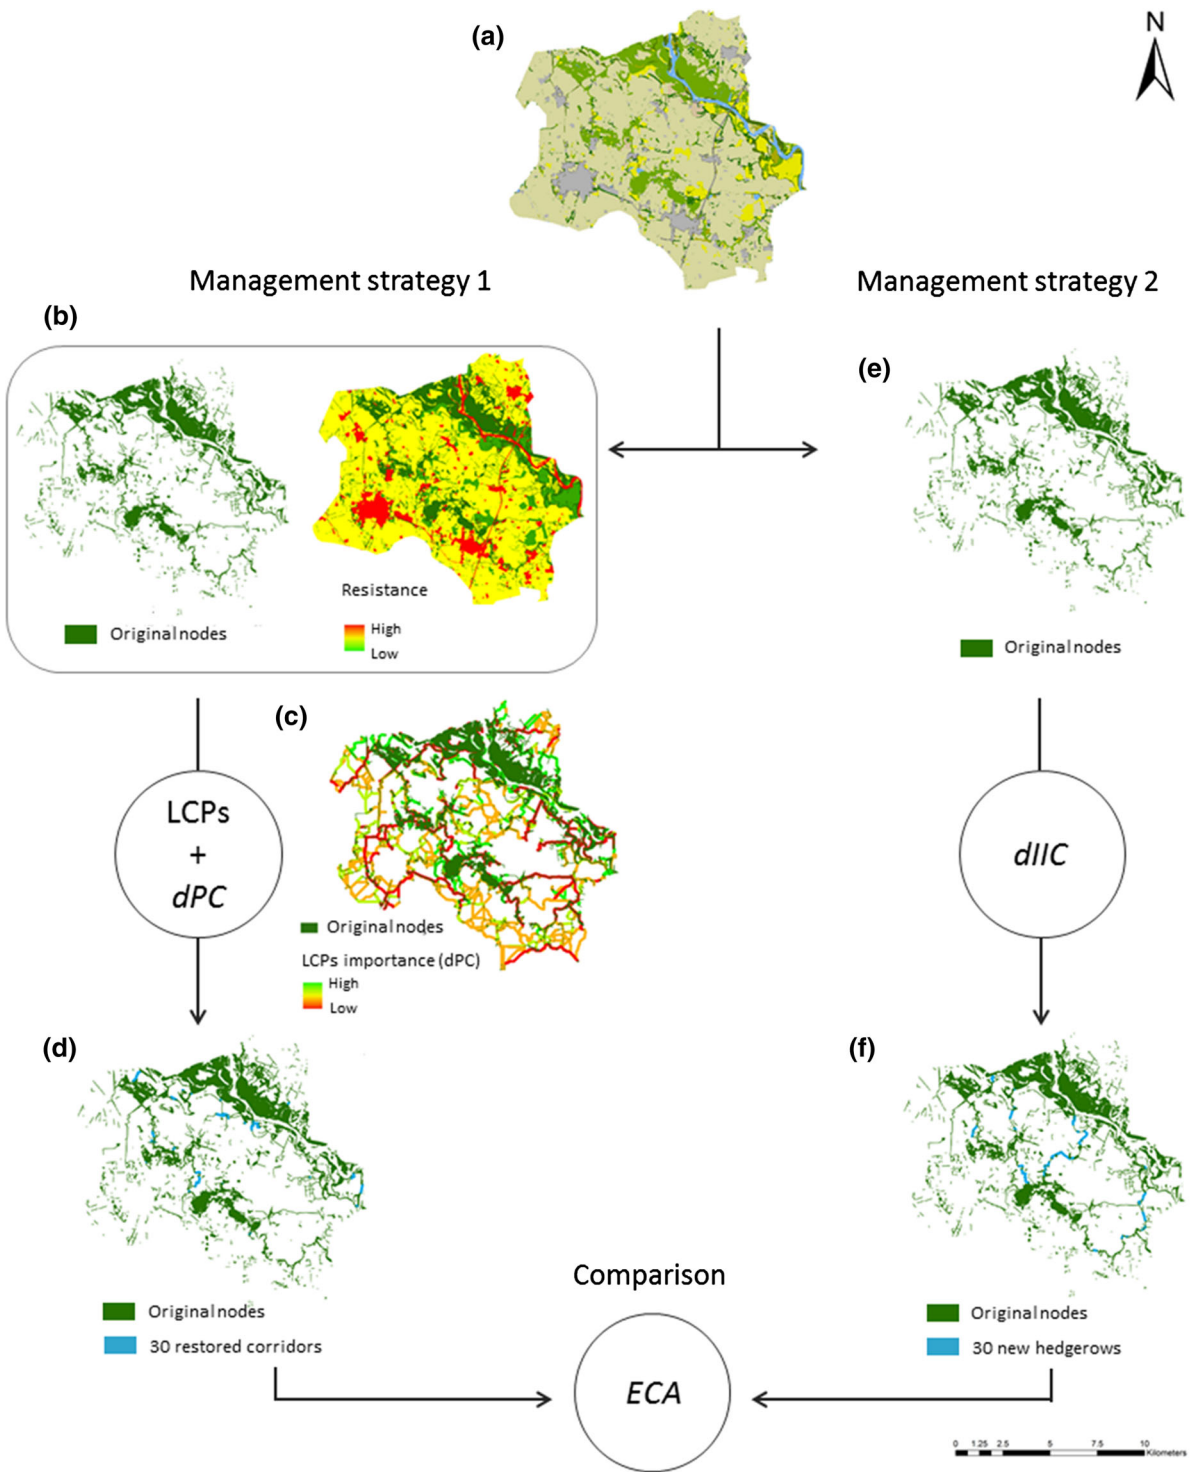 (a)
N
Management strategy 1
Management strategy 2
(b)
(e)
Resistance
High
Low
Original nodes
Original nodes
(c)
LCPs
+
dPC
dIIC
Original nodes
LCPs importance (dPC)
High
Low
(d)
(f)
Comparison
Original nodes
30 restored corridors
Original nodes
30 new hedgerows
ECA
0 1.25 2.5 5 7.5 10
Kilometers